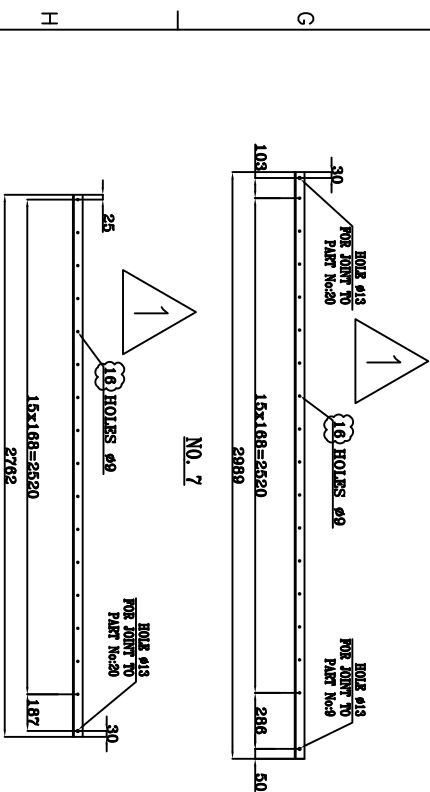 H
G
103
30
HOLE ø13
FOR JOINT TO
PART No:20
1
16 HOLES ø9
HOLE ø13
FOR JOINT TO
PART No:9
15x168=2520
286
50
2989
NO. 7
25
1
16 HOLES ø9
HOLE ø13
FOR JOINT TO
PART No:20
30
15x168=2520
187
2762